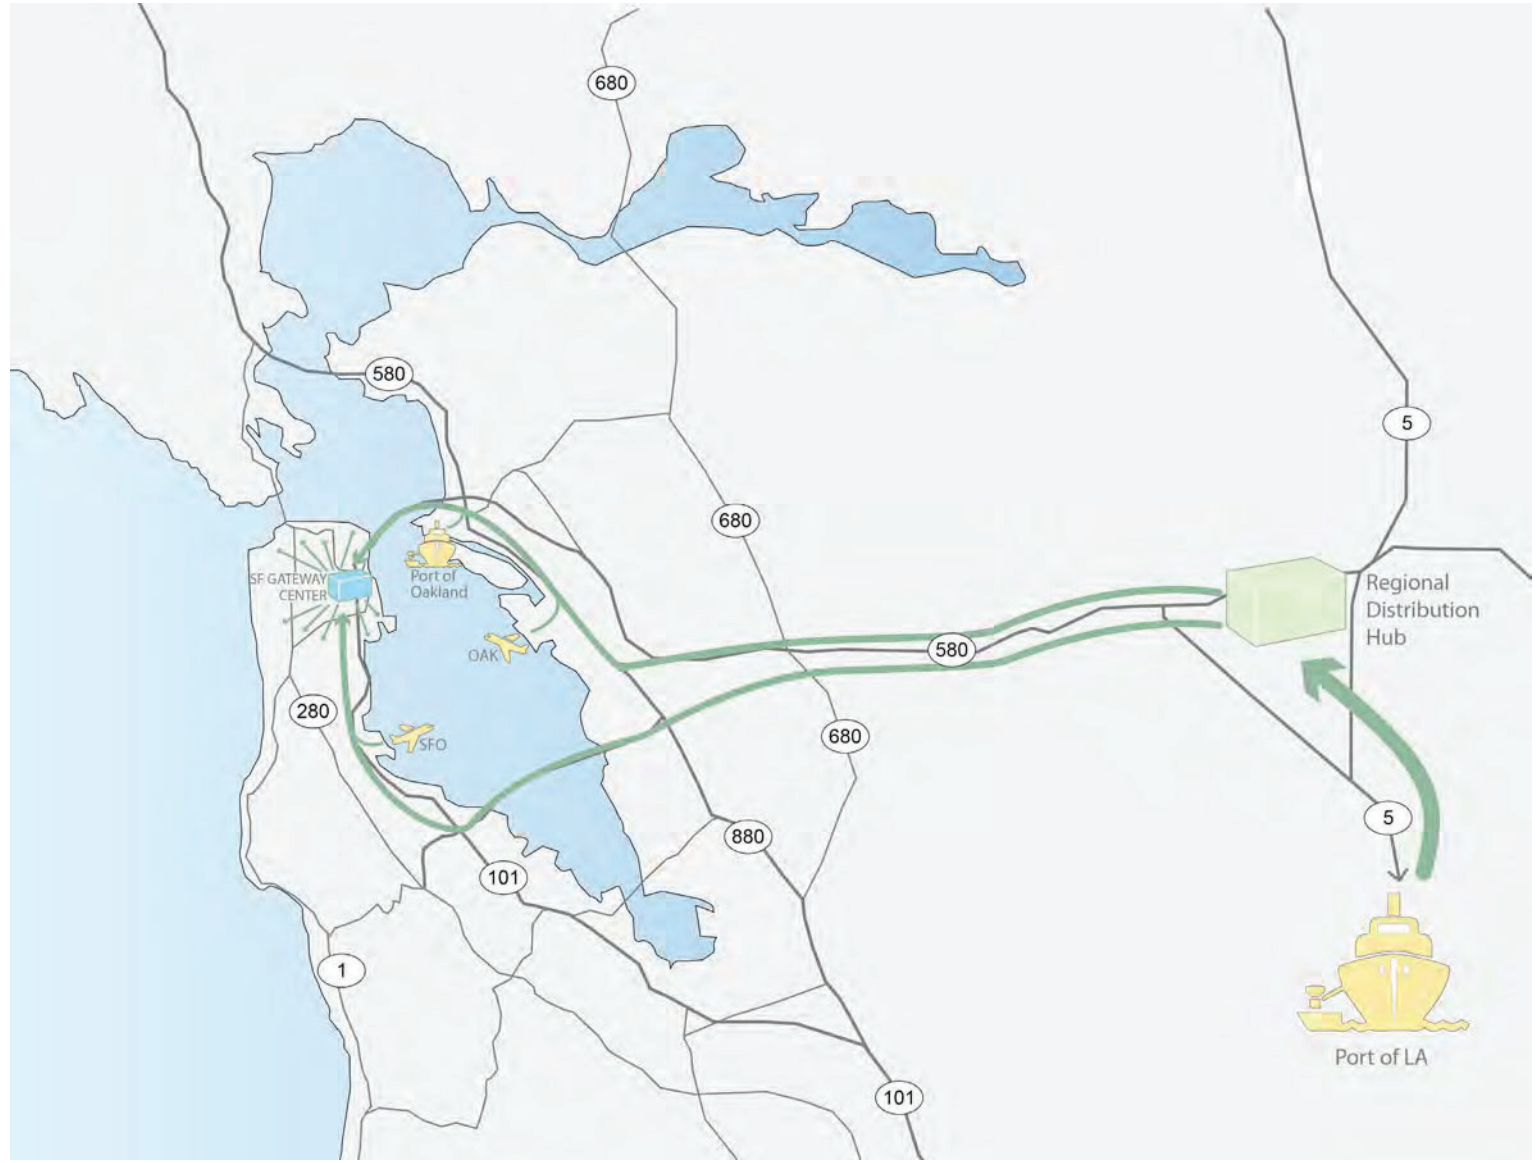 680
580
5
680
SF GATEWAY
CENTER
Port of
Oakland
Regional
Distribution
Hub
OAK
580
280
SFO
680
5
880
101
1
Port of LA
101